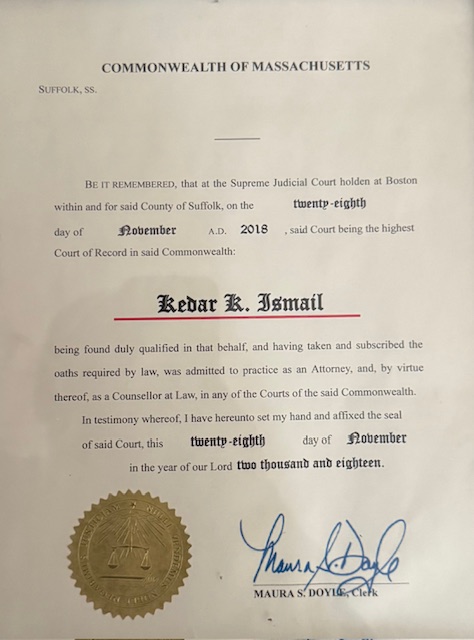 COMMONWEALTH OF MASSACHUSETTS
SUFFOLK, SS.
BE IT REMEMBERED, that at the Supreme Judicial Court holden at Boston
within and for said County of Suffolk, on the twenty-eighth
day of November A.D. 2018 , said Court being the highest
Court of Record in said Commonwealth:
Kedar K. Ismail
being found duly qualified in that behalf, and having taken and subscribed the
oaths required by law, was admitted to practice as an Attorney, and, by virtue
thereof, as a Counsellor at Law, in any of the Courts of the said Commonwealth.
In testimony whereof, I have hereunto set my hand and affixed the seal
of said Court, this twenty-eighth day of November
in the year of our Lord two thousand and eighteen.
Maura S. Doyle
MAURA S. DOYLE, Clerk